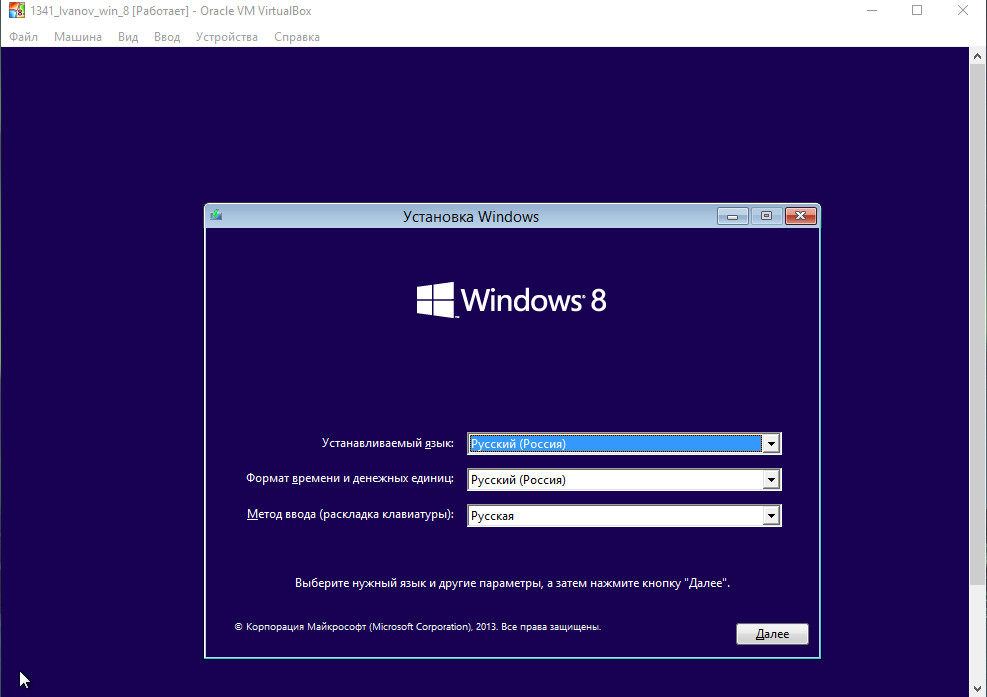 1341_Ivanov_win_8 [Работает] - Oracle VM VirtualBox
Файл Машина Вид Ввод Устройства Справка
Установка Windows
Windows 8
Устанавливаемый язык: Русский (Россия)
Формат времени и денежных единиц: Русский (Россия)
Метод ввода (раскладка клавиатуры): Русская
Выберите нужный язык и другие параметры, а затем нажмите кнопку "Далее".
© Корпорация Майкрософт (Microsoft Corporation), 2013. Все права защищены.
Далее